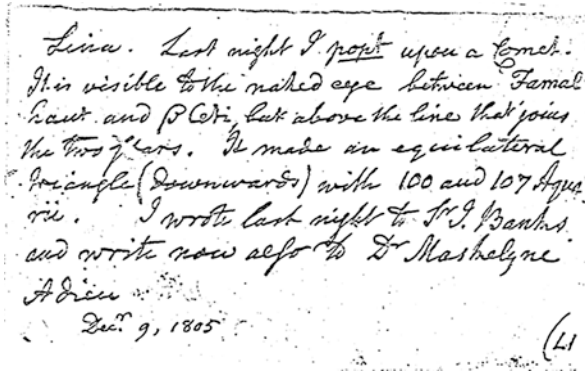 Lina. Last night I popt upon a Comet.
It is visible to the naked eye between Famal
haut and β Ceti, but above the line that joins
the two stars. It made an equilateral
triangle (downwards) with 100 and 107 Aqua
rii. I wrote last night to Sr J. Banks
and write now also to Dr Maskelyne
Adieu
Decr. 9, 1805
(L1